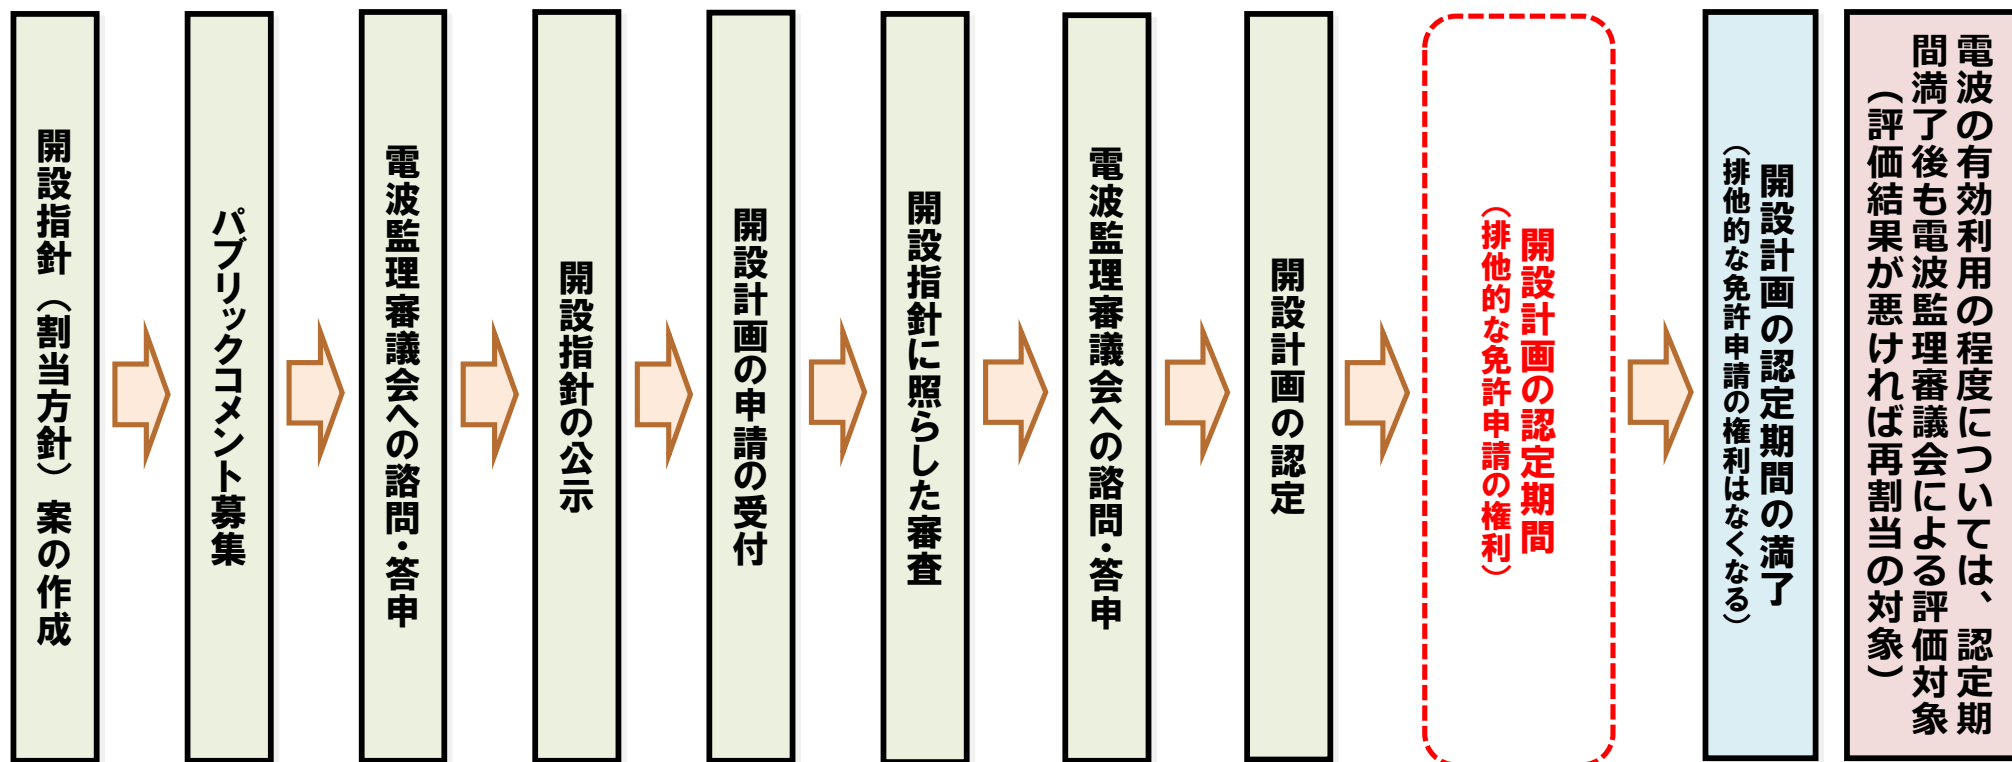 開設指針（割当方針）案の作成
パブリックコメント募集
電波監理審議会への諮問・答申
開設指針の公示
開設計画の申請の受付
開設指針に照らした審査
電波監理審議会への諮問・答申
開設計画の認定
開設計画の認定期間
（排他的な免許申請の権利）
開設計画の認定期間の満了
（排他的な免許申請の権利はなくなる）
電波の有効利用の程度については、認定期
間満了後も電波監理審議会による評価対象
（評価結果が悪ければ再割当の対象）